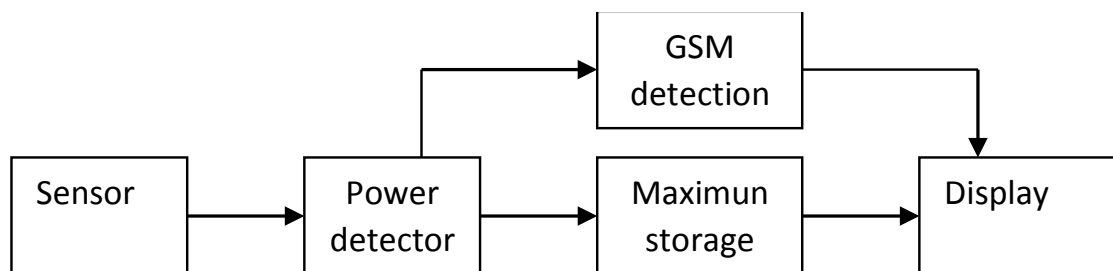 GSM
detection
Sensor
Power
detector
Maximun
storage
Display